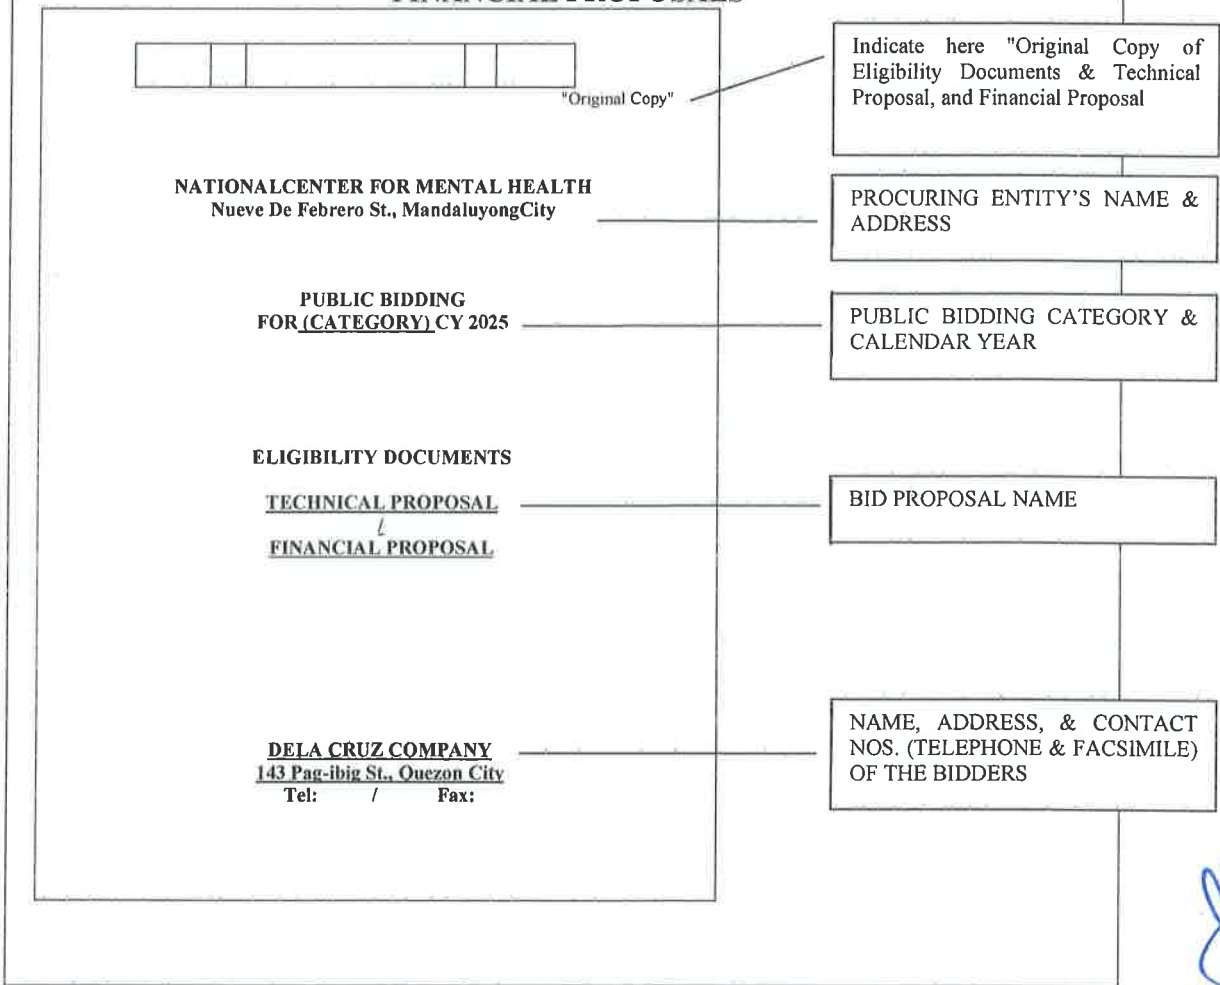 FINANCIAL PROPOSALS
"Original Copy"
Indicate here "Original Copy of
Eligibility Documents & Technical
Proposal, and Financial Proposal
NATIONALCENTER FOR MENTAL HEALTH
Nueve De Febrero St., MandaluyongCity
PROCURING ENTITY'S NAME &
ADDRESS
PUBLIC BIDDING
FOR (CATEGORY) CY 2025
PUBLIC BIDDING CATEGORY &
CALENDAR YEAR
ELIGIBILITY DOCUMENTS
TECHNICAL PROPOSAL
/
FINANCIAL PROPOSAL
BID PROPOSAL NAME
DELA CRUZ COMPANY
143 Pag-ibig St., Quezon City
Tel: / Fax:
NAME, ADDRESS, & CONTACT
NOS. (TELEPHONE & FACSIMILE)
OF THE BIDDERS